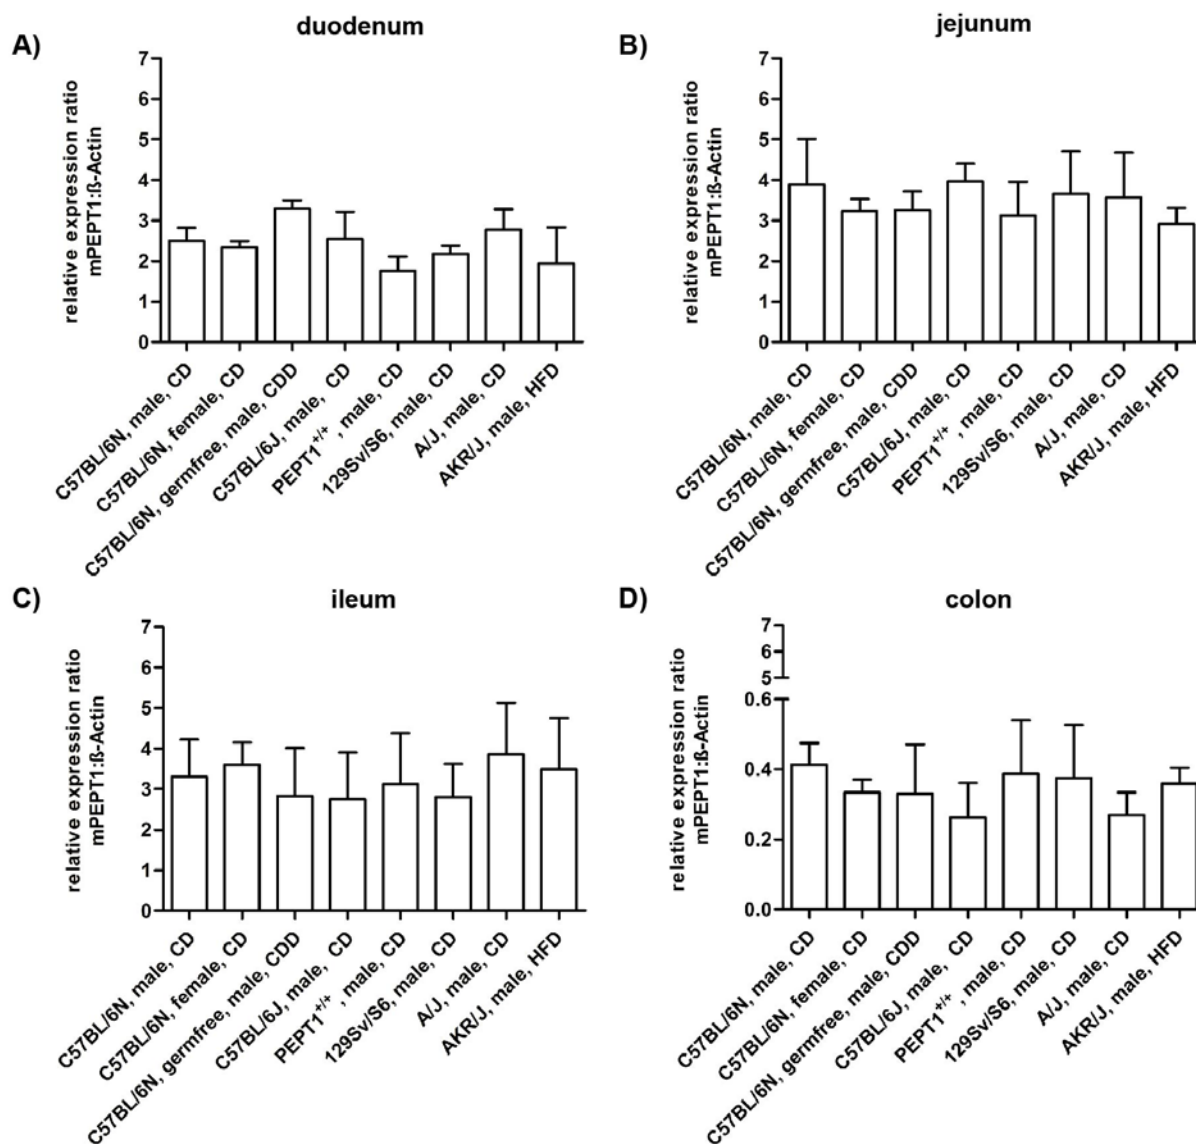 A)
duodenum
relative expression ratio
mPEPT1:ß-Actin
7
6
5
4
3
2
1
0
C57BL/6N, male, CD
C57BL/6N, female, CD
C57BL/6N, germfree, male, CDD
C57BL/6J, male, CD
PEPT1+/+, male, CD
129Sv/S6, male, CD
A/J, male, CD
AKR/J, male, HFD
B)
jejunum
relative expression ratio
mPEPT1:ß-Actin
7
6
5
4
3
2
1
0
C57BL/6N, male, CD
C57BL/6N, female, CD
C57BL/6N, germfree, male, CDD
C57BL/6J, male, CD
PEPT1+/+, male, CD
129Sv/S6, male, CD
A/J, male, CD
AKR/J, male, HFD
C)
ileum
relative expression ratio
mPEPT1:ß-Actin
7
6
5
4
3
2
1
0
C57BL/6N, male, CD
C57BL/6N, female, CD
C57BL/6N, germfree, male, CDD
C57BL/6J, male, CD
PEPT1+/+, male, CD
129Sv/S6, male, CD
A/J, male, CD
AKR/J, male, HFD
D)
colon
relative expression ratio
mPEPT1:ß-Actin
7
6
5
0.6
0.4
0.2
0.0
C57BL/6N, male, CD
C57BL/6N, female, CD
C57BL/6N, germfree, male, CDD
C57BL/6J, male, CD
PEPT1+/+, male, CD
129Sv/S6, male, CD
A/J, male, CD
AKR/J, male, HFD